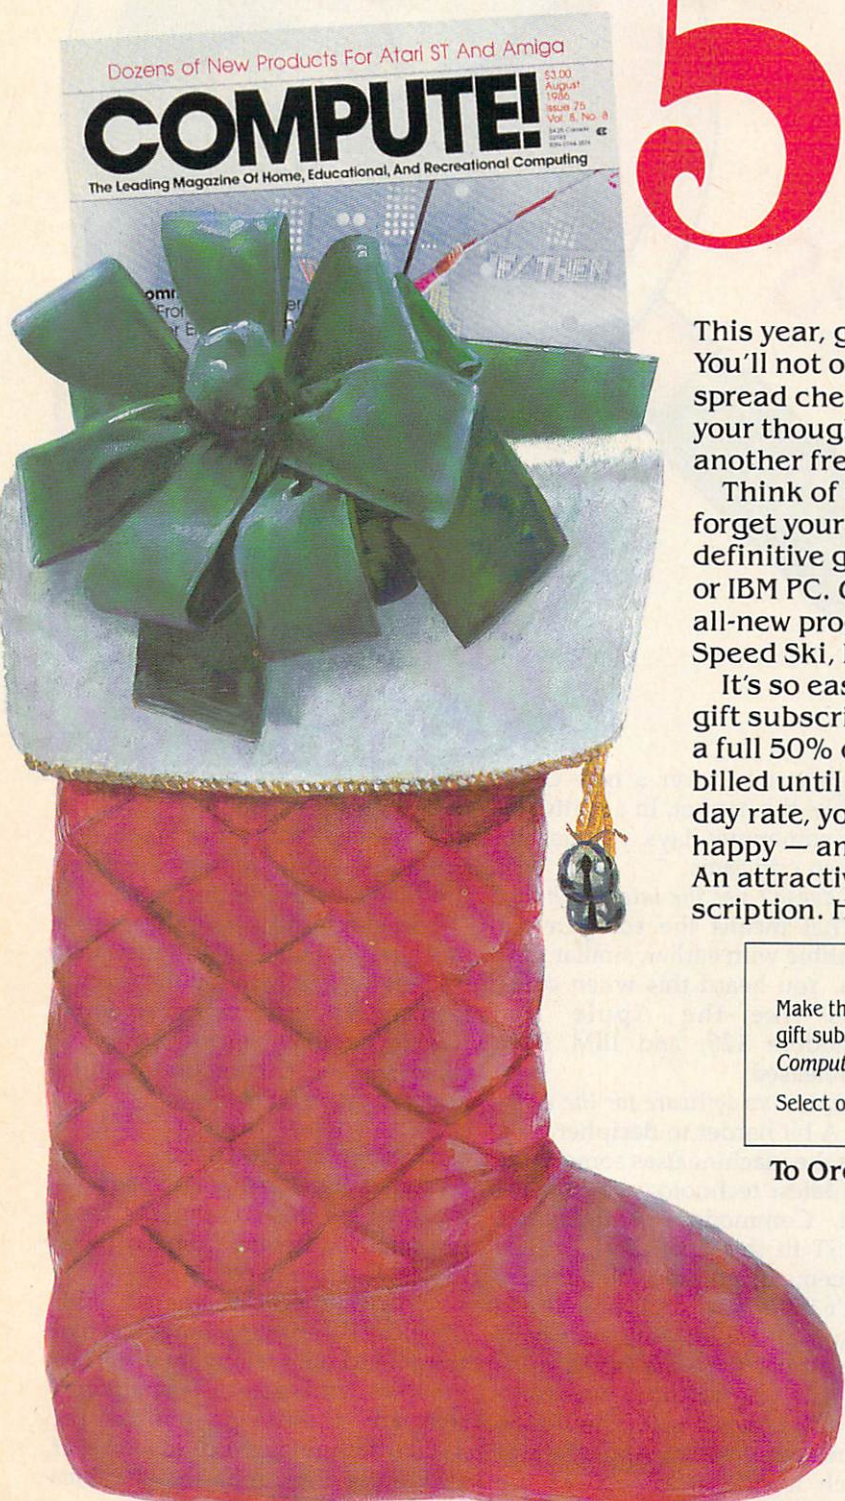 Dozens of New Products For Atari ST And Amiga
COMPUTE!
$3.00
August
1986
Issue 75
Vol. 8, No. 8
The Leading Magazine Of Home, Educational, And Recreational Computing
5
This year, g
You'll not o
spread che
your though
another fre
Think of
forget your
definitive g
or IBM PC. C
all-new pro
Speed Ski,
It's so eas
gift subscri
a full 50% o
billed until
day rate, yo
happy — an
An attractiv
scription. H
Make th
gift sub
Comput
Select o
To Ord